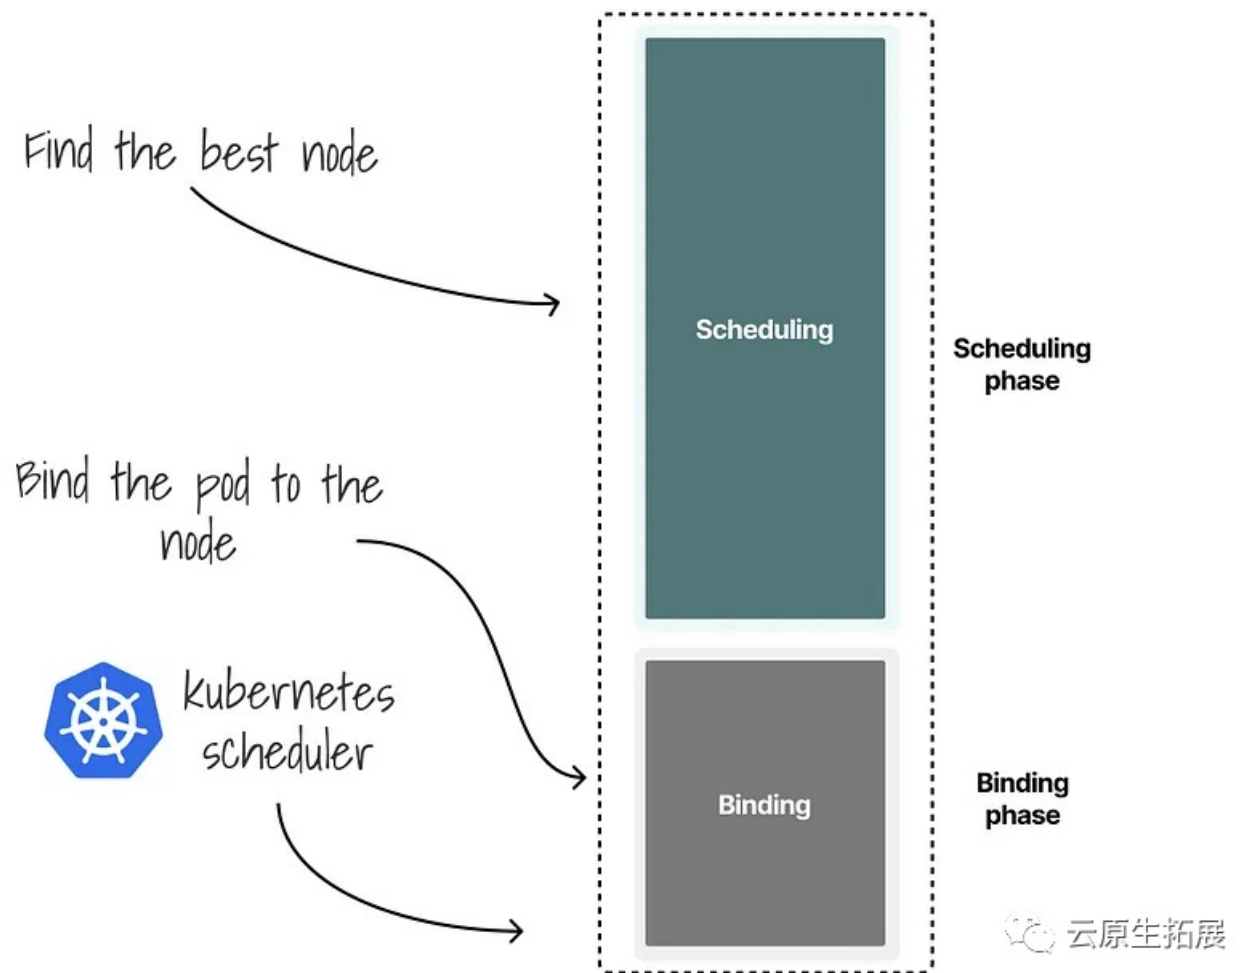 Find the best node
Scheduling
Scheduling
phase
Bind the pod to the
node
kubernetes
scheduler
Binding
Binding
phase
云原生拓展